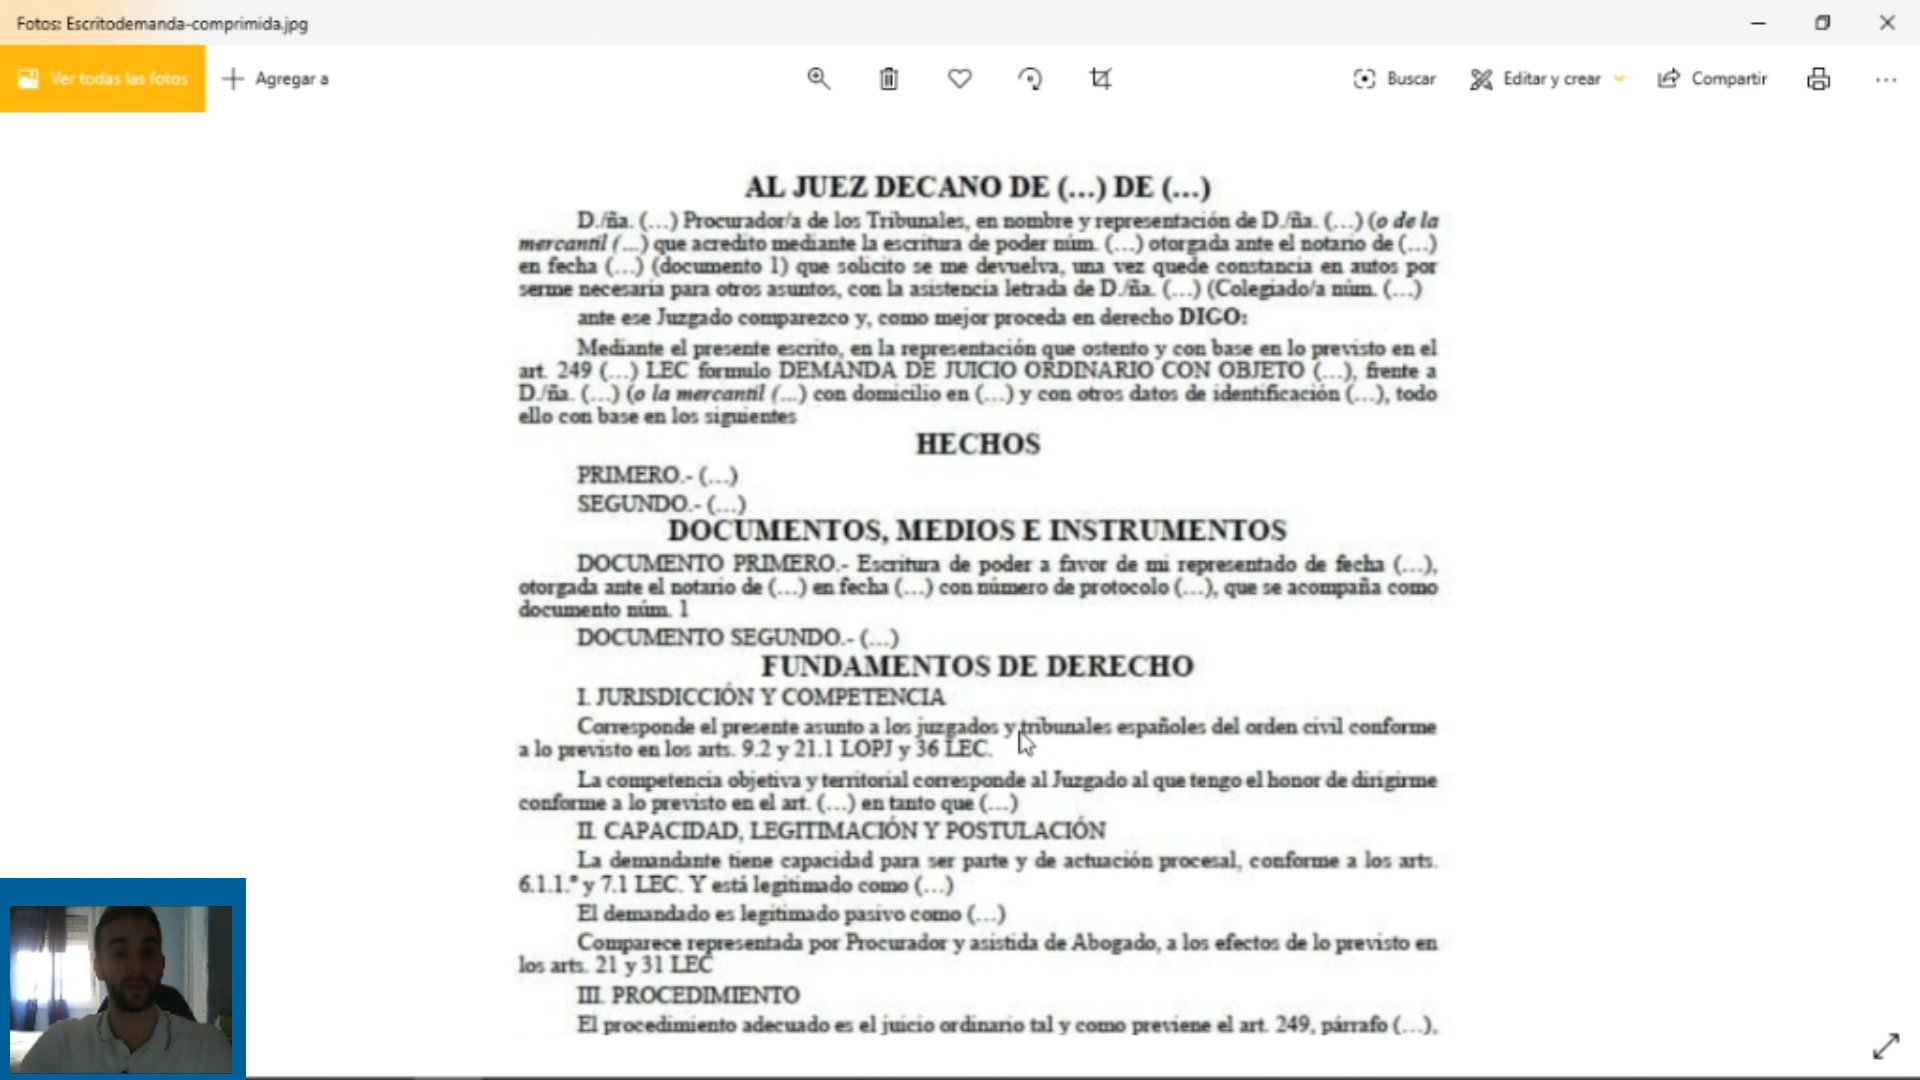 Fotos: Escritodemanda-comprimida.jpg
Ver todas las fotos
Agregar a
Buscar
Editar y crear
Compartir
AL JUEZ DECANO DE (...) DE (...)
D./ña. (...) Procurador/a de los Tribunales, en nombre y representación de D./ña. (...) (o de la
mercantil (...) que acredito mediante la escritura de poder núm. (...) otorgada ante el notario de (...)
en fecha (...) (documento 1) que solicito se me devuelva, una vez quede constancia en autos por
serme necesaria para otros asuntos, con la asistencia letrada de D./ña. (...) (Colegiado/a núm. (...)
ante ese Juzgado comparezco y, como mejor proceda en derecho DIGO:
Mediante el presente escrito, en la representación que ostento y con base en lo previsto en el
art. 249 (...) LEC formulo DEMANDA DE JUICIO ORDINARIO CON OBJETO (...), frente a
D./ña. (...) (o la mercantil (...) con domicilio en (...) y con otros datos de identificación (...), todo
ello con base en los siguientes
HECHOS
PRIMERO.- (...)
SEGUNDO.- (...)
DOCUMENTOS, MEDIOS E INSTRUMENTOS
DOCUMENTO PRIMERO.- Escritura de poder a favor de mi representado de fecha (...),
otorgada ante el notario de (...) en fecha (...) con número de protocolo (...), que se acompaña como
documento núm. 1
DOCUMENTO SEGUNDO.- (...)
FUNDAMENTOS DE DERECHO
I. JURISDICCIÓN Y COMPETENCIA
Corresponde el presente asunto a los juzgados y tribunales españoles del orden civil conforme
a lo previsto en los arts. 9.2 y 21.1 LOPJ y 36 LEC.
La competencia objetiva y territorial corresponde al Juzgado al que tengo el honor de dirigirme
conforme a lo previsto en el art. (...) en tanto que (...)
II. CAPACIDAD, LEGITIMACIÓN Y POSTULACIÓN
La demandante tiene capacidad para ser parte y de actuación procesal, conforme a los arts.
6.1.1.º y 7.1 LEC. Y está legitimado como (...)
El demandado es legitimado pasivo como (...)
Comparece representada por Procurador y asistida de Abogado, a los efectos de lo previsto en
los arts. 21 y 31 LEC
III. PROCEDIMIENTO
El procedimiento adecuado es el juicio ordinario tal y como previene el art. 249, párrafo (...),